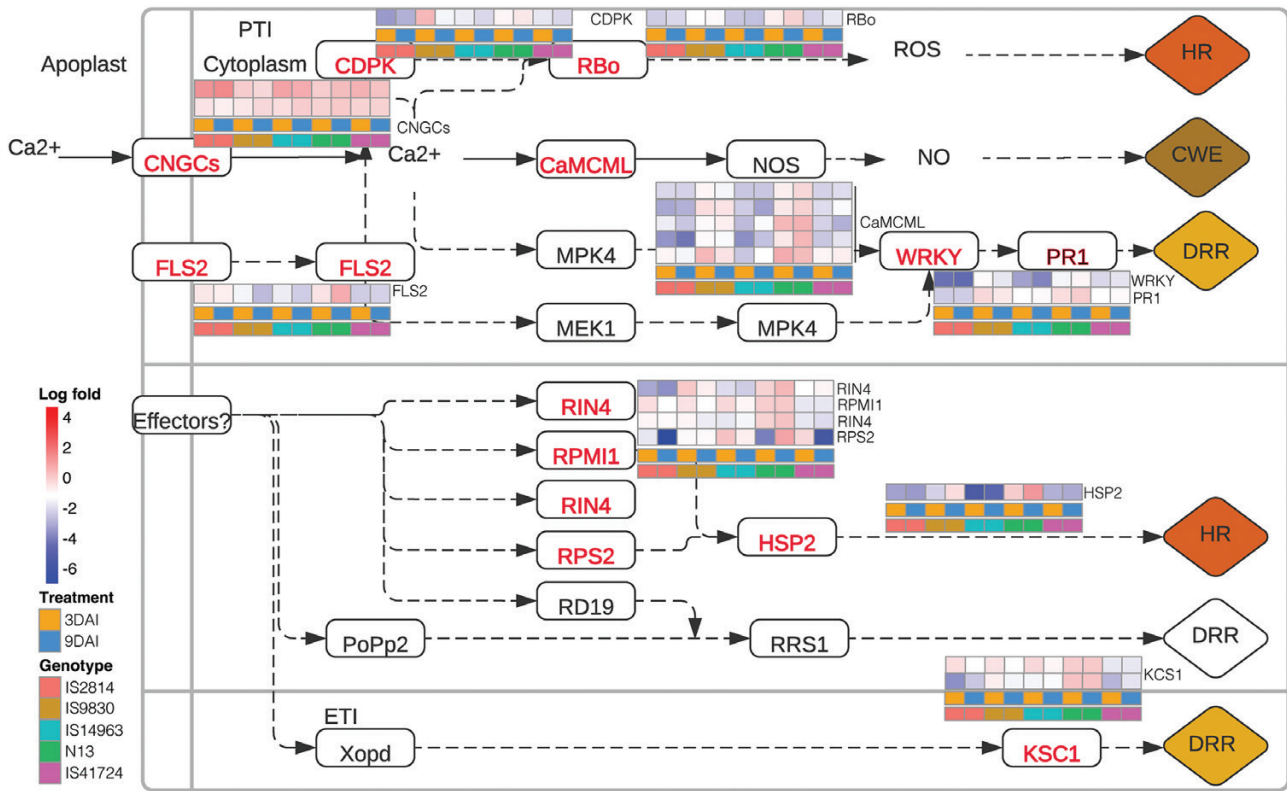 PTI
CDPK
RBo
Apoplast
Cytoplasm
CDPK
RBo
ROS
HR
CNGCs
Ca2+
CNGCs
Ca2+
CaMCML
NOS
NO
CWE
CaMCML
FLS2
FLS2
MPK4
WRKY
PR1
DRR
FLS2
WRKY
PR1
MEK1
MPK4
Log fold
4
2
0
-2
-4
-6
Effectors?
RIN4
RIN4
RPMI1
RIN4
RPS2
RPMI1
RIN4
HSP2
RPS2
HSP2
HR
Treatment
3DAI
9DAI
RD19
PoPp2
RRS1
DRR
Genotype
IS2814
IS9830
IS14963
N13
IS41724
KCS1
ETI
Xopd
KSC1
DRR